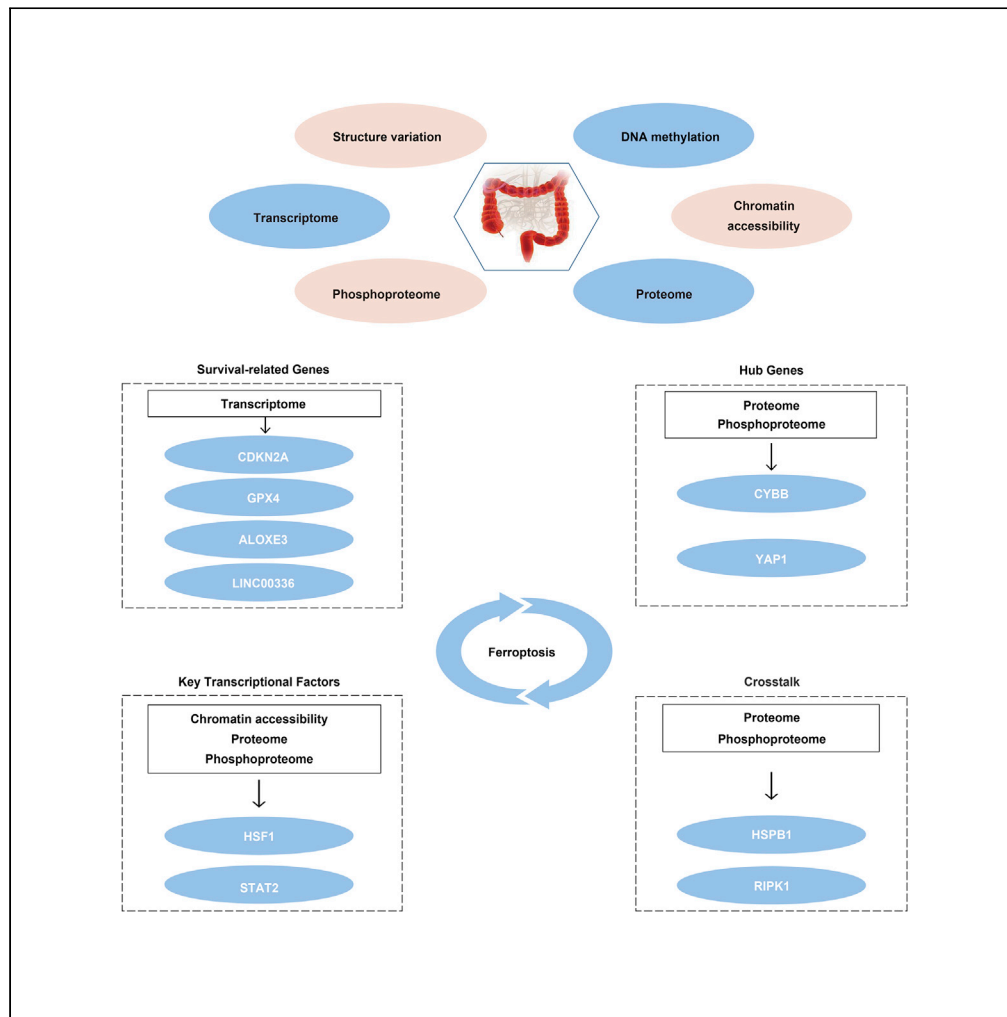 Structure variation
DNA methylation
Transcriptome
Chromatin
accessibility
Phosphoproteome
Proteome
Survival-related Genes
Transcriptome
CDKN2A
GPX4
ALOXE3
LINC00336
Hub Genes
Proteome
Phosphoproteome
CYBB
YAP1
Ferroptosis
Key Transcriptional Factors
Chromatin accessibility
Proteome
Phosphoproteome
HSF1
STAT2
Crosstalk
Proteome
Phosphoproteome
HSPB1
RIPK1